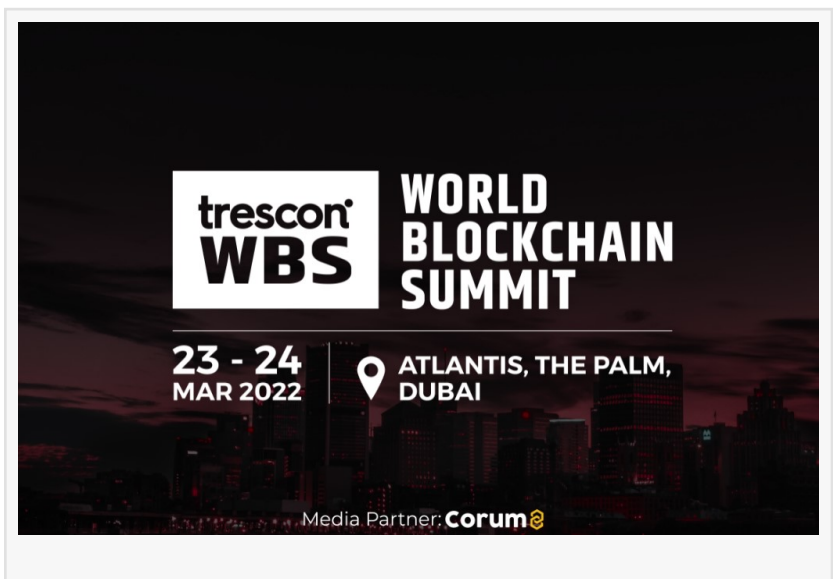 trescon
WBS
WORLD
BLOCKCHAIN
SUMMIT
23 - 24
MAR 2022
ATLANTIS, THE PALM,
DUBAI
Media Partner: Corum